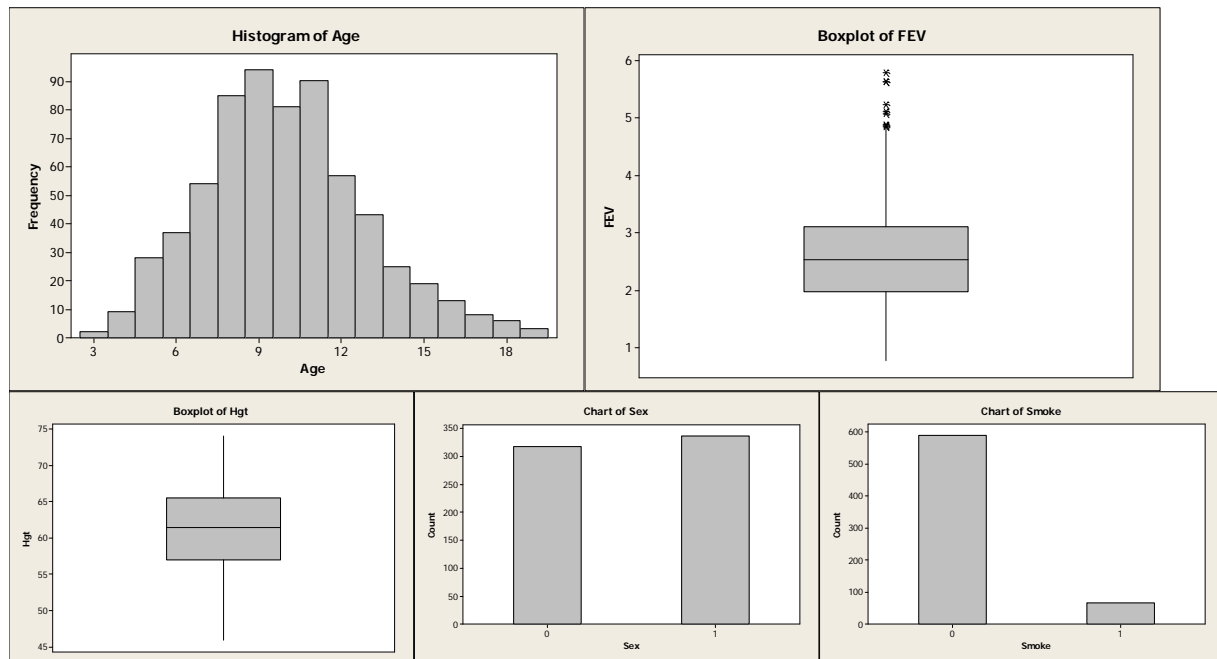 Histogram of Age
Frequency
90
80
70
60
50
40
30
20
10
0
3 6 9 12 15 18
Age
Boxplot of FEV
FEV
6
5
4
3
2
1
Boxplot of Hgt
Hgt
75
70
65
60
55
50
45
Chart of Sex
Count
350
300
250
200
150
100
50
0
0 1
Sex
Chart of Smoke
Count
600
500
400
300
200
100
0
0 1
Smoke